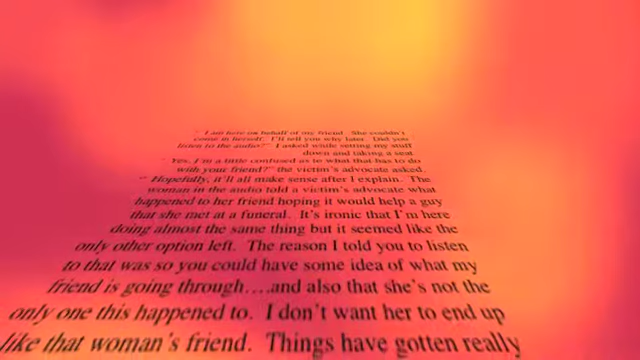 " I am here on behalf of my friend. She couldn't
come in herself. I'll tell you why later. Did you
listen to the audio?" I asked while setting my stuff
down and taking a seat
" Yes, I'm a little confused as to what that has to do
with your friend?" the victim's advocate asked.
" Hopefully, it'll all make sense after I explain. The
woman in the audio told a victim's advocate what
happened to her friend hoping it would help a guy
that she met at a funeral. It's ironic that I'm here
doing almost the same thing but it seemed like the
only other option left. The reason I told you to listen
to that was so you could have some idea of what my
friend is going through....and also that she's not the
only one this happened to. I don't want her to end up
like that woman's friend. Things have gotten really